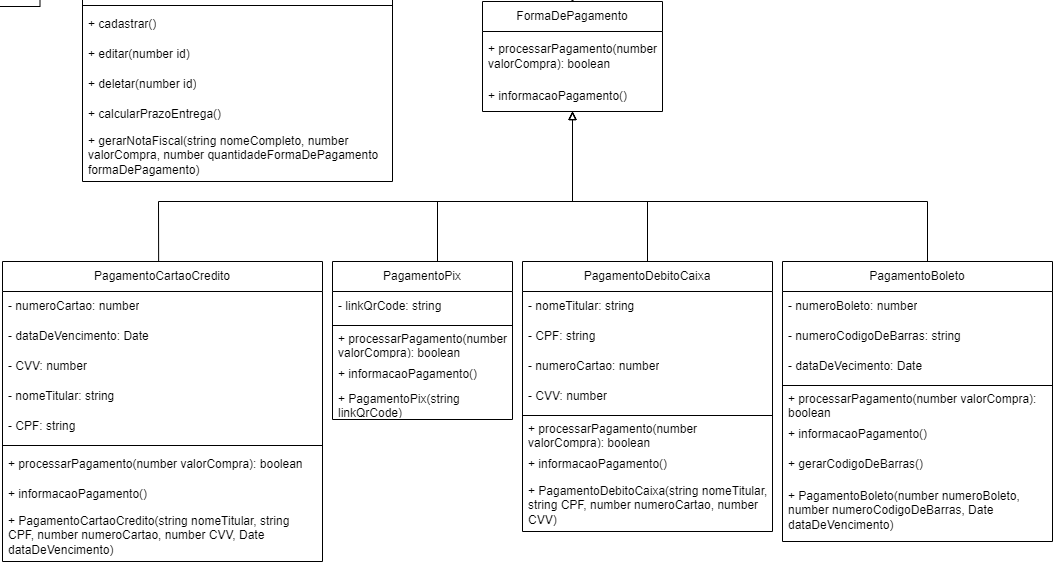 + cadastrar()
+ editar(number id)
+ deletar(number id)
+ calcularPrazoEntrega()
+ gerarNotaFiscal(string nomeCompleto, number
valorCompra, number quantidadeFormaDePagamento
formaDePagamento)
FormaDePagamento
+ processarPagamento(number
valorCompra): boolean
+ informacaoPagamento()
PagamentoCartaoCredito
- numeroCartao: number
- dataDeVencimento: Date
- CVV: number
- nomeTitular: string
- CPF: string
+ processarPagamento(number valorCompra): boolean
+ informacaoPagamento()
+ PagamentoCartaoCredito(string nomeTitular, string
CPF, number numeroCartao, number CVV, Date
dataDeVencimento)
PagamentoPix
- linkQrCode: string
+ processarPagamento(number
valorCompra): boolean
+ informacaoPagamento()
+ PagamentoPix(string
linkQrCode)
PagamentoDebitoCaixa
- nomeTitular: string
- CPF: string
- numeroCartao: number
- CVV: number
+ processarPagamento(number
valorCompra): boolean
+ informacaoPagamento()
+ PagamentoDebitoCaixa(string nomeTitular,
string CPF, number numeroCartao, number
CVV)
PagamentoBoleto
- numeroBoleto: number
- numeroCodigoDeBarras: string
- dataDeVecimento: Date
+ processarPagamento(number valorCompra):
boolean
+ informacaoPagamento()
+ gerarCodigoDeBarras()
+ PagamentoBoleto(number numeroBoleto,
number numeroCodigoDeBarras, Date
dataDeVencimento)